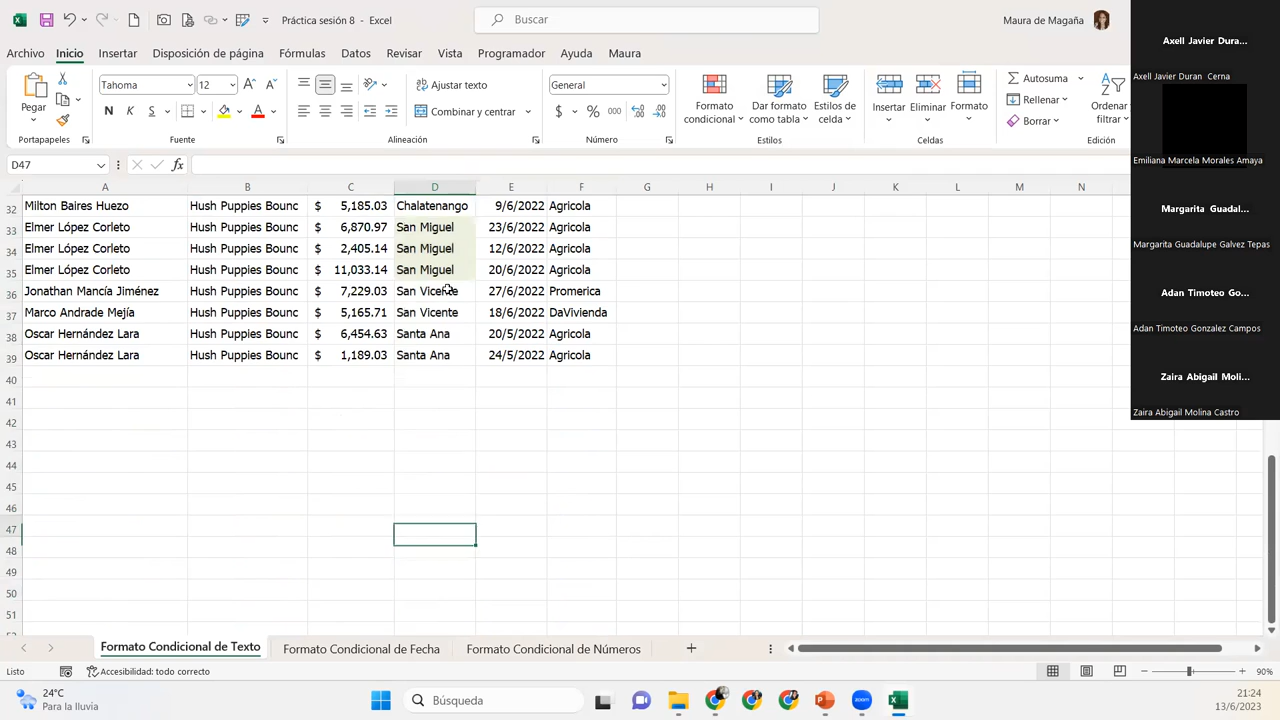 Práctica sesión 8 - Excel
Buscar
Maura de Magaña
Archivo Inicio Insertar Disposición de página Fórmulas Datos Revisar Vista Programador Ayuda Maura
Pegar
Portapapeles
Tahoma 12
N K S
Fuente
Ajustar texto
Combinar y centrar
Alineación
General
$ % 000
Número
Formato condicional
Dar formato como tabla
Estilos de celda
Estilos
Insertar Eliminar Formato
Celdas
Autosuma
Rellenar
Borrar
Ordenar filtrar
Edición
D47 fx
A B C D E F G H I J K L M N
32 Milton Baires Huezo Hush Puppies Bounc $ 5,185.03 Chalatenango 9/6/2022 Agricola
33 Elmer López Corleto Hush Puppies Bounc $ 6,870.97 San Miguel 23/6/2022 Agricola
34 Elmer López Corleto Hush Puppies Bounc $ 2,405.14 San Miguel 12/6/2022 Agricola
35 Elmer López Corleto Hush Puppies Bounc $ 11,033.14 San Miguel 20/6/2022 Agricola
36 Jonathan Mancía Jiménez Hush Puppies Bounc $ 7,229.03 San Vicente 27/6/2022 Promerica
37 Marco Andrade Mejía Hush Puppies Bounc $ 5,165.71 San Vicente 18/6/2022 DaVivienda
38 Oscar Hernández Lara Hush Puppies Bounc $ 6,454.63 Santa Ana 20/5/2022 Agricola
39 Oscar Hernández Lara Hush Puppies Bounc $ 1,189.03 Santa Ana 24/5/2022 Agricola
40
41
42
43
44
45
46
47
48
49
50
51
Axell Javier Dura...
Axell Javier Duran Cerna
Emiliana Marcela Morales Amaya
Margarita Guadal...
Margarita Guadalupe Galvez Tepas
Adan Timoteo Go...
Adan Timoteo Gonzalez Campos
Zaira Abigail Moli...
Zaira Abigail Molina Castro
Formato Condicional de Texto Formato Condicional de Fecha Formato Condicional de Números
Listo Accesibilidad: todo correcto 90%
24°C
Para la lluvia
Búsqueda
zoom
21:24
13/6/2023